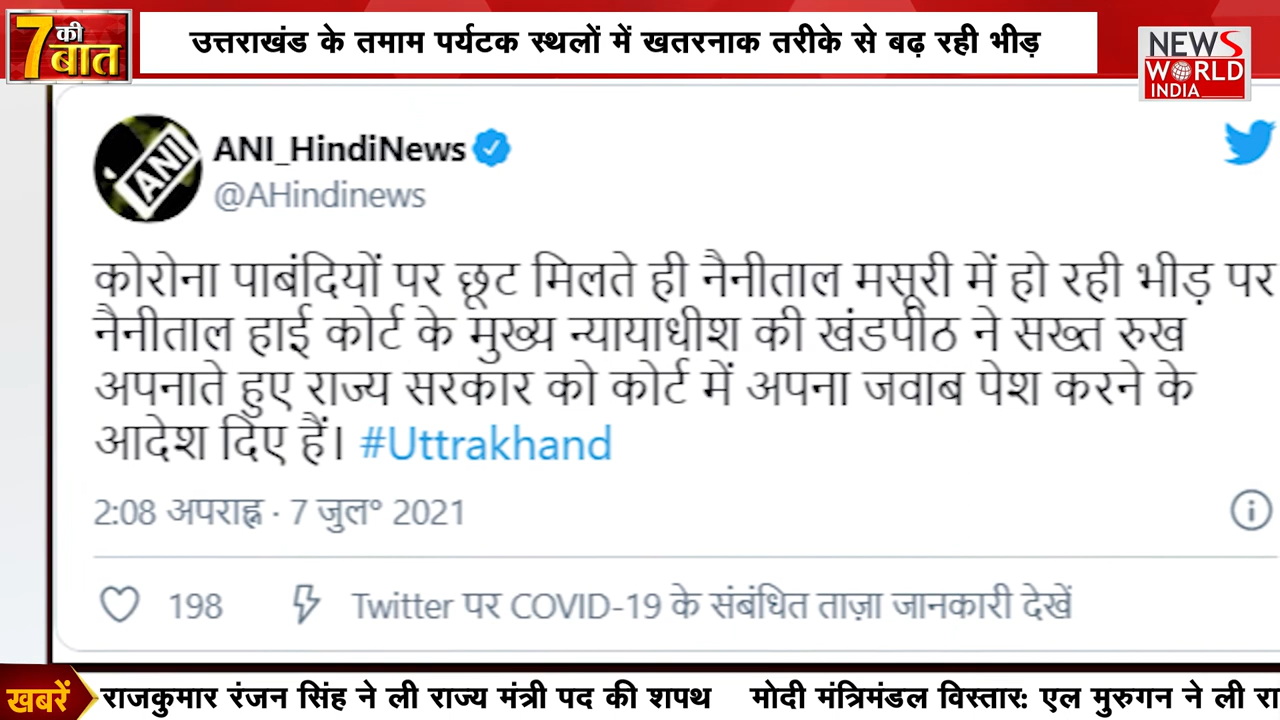 7 की बात
उत्तराखंड के तमाम पर्यटक स्थलों में खतरनाक तरीके से बढ़ रही भीड़
NEWS
WORLD
INDIA
ANI
ANI_HindiNews
@AHindinews
कोरोना पाबंदियों पर छूट मिलते ही नैनीताल मसूरी में हो रही भीड़ पर
नैनीताल हाई कोर्ट के मुख्य न्यायाधीश की खंडपीठ ने सख्त रुख
अपनाते हुए राज्य सरकार को कोर्ट में अपना जवाब पेश करने के
आदेश दिए हैं। #Uttrakhand
2:08 अपराह्न · 7 जुल॰ 2021
198 Twitter पर COVID-19 के संबंधित ताज़ा जानकारी देखें
खबरें राजकुमार रंजन सिंह ने ली राज्य मंत्री पद की शपथ मोदी मंत्रिमंडल विस्तार: एल मुरुगन ने ली रा